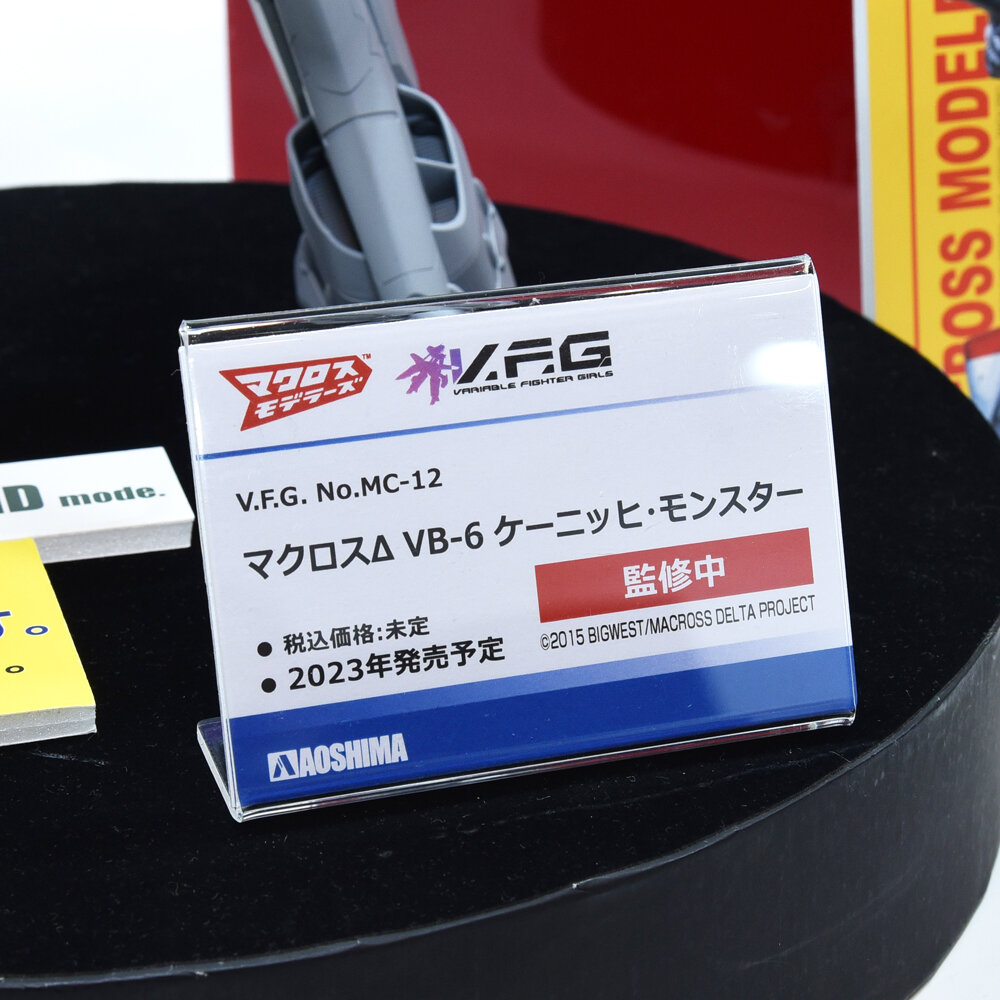 ROSS MODELE
マクロス™
モデラーズ
V.F.G.
VARIABLE FIGHTER GIRLS
V.F.G. No.MC-12
マクロスΔ VB-6 ケーニッヒ・モンスター
監修中
©2015 BIGWEST/MACROSS DELTA PROJECT
● 税込価格:未定
● 2023年発売予定
AOSHIMA
D mode.